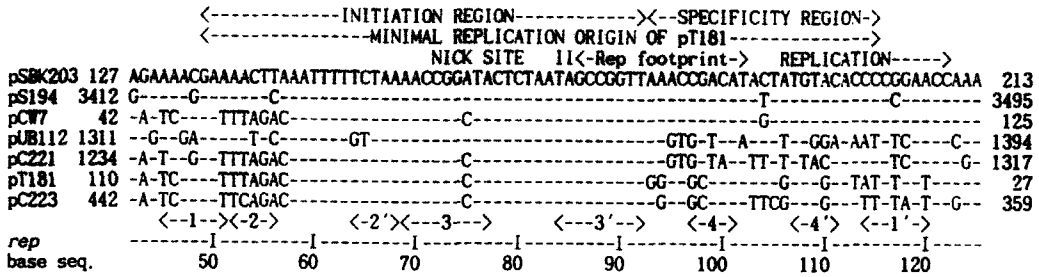 <-------------INITIATION REGION------------><--SPECIFICITY REGION->
<----------------MINIMAL REPLICATION ORIGIN OF pT181--------------->
NICK SITE II<-Rep footprint-> REPLICATION----->
pSBK203 127 AGAAAACGAAAACTTAAATTTTTCTAAAACCGGATACTCTAATAGCCGGTTAAACCGACATACTATGTACACCCCGGAACCAAA 213
pS194 3412 G-----G-------C------------------C----------------------------T------------C-------- 3495
pCW7 42 -A-TC----TTTAGAC-----------------C----------------------------G--------------------- 125
pUB112 1311 --G--GA-----T-C-------GT-----------------------------GTG-T--A---T--GGA-AAT-TC----C-- 1394
pC221 1234 -A-T--G--TTTAGAC-----------------C-------------------GTG-TA--TT-T-TAC------TC-----G- 1317
pT181 110 -A-TC----TTTAGAC-----------------C-----------------GG--GC---------G--G--TAT-T--T---- 27
pC223 442 -A-TC----TTCAGAC-----------------C------------------G--GC----TTCG--G---TT-TA-T--G-- 359
<--1-><-2-> <-2'><---3---> <---3'--> <-4-> <-4'> <--1'->
rep --------I---------I---------I---------I---------I---------I---------I---------I-----
base seq. 50 60 70 80 90 100 110 120